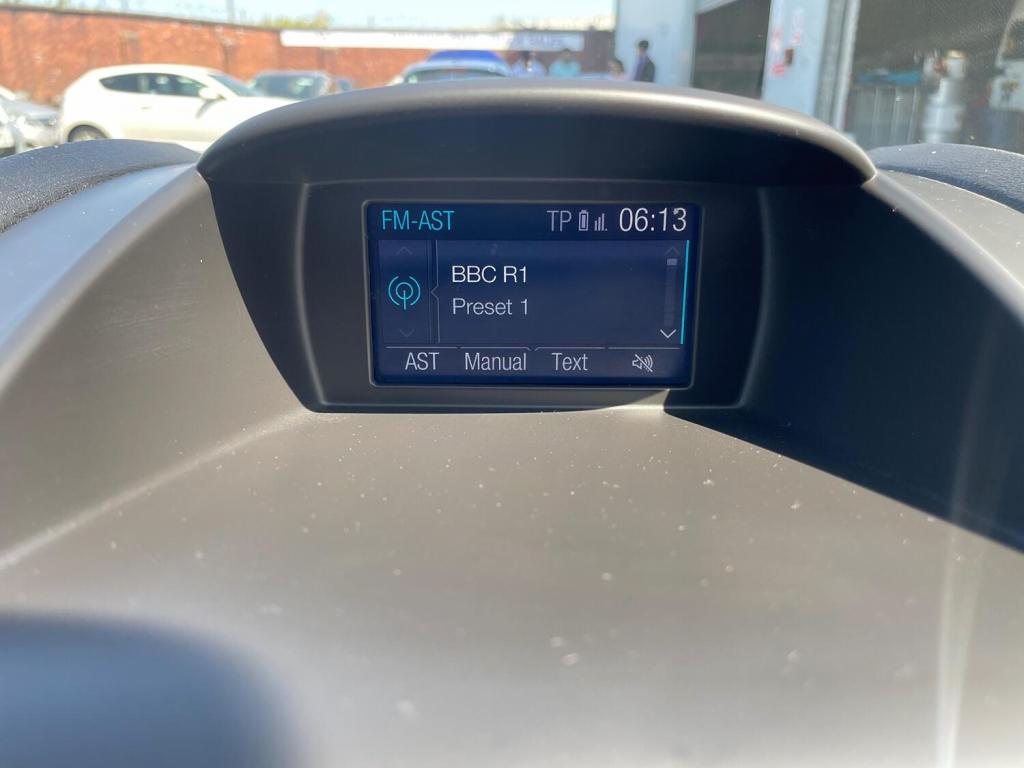 FM-AST TP 06:13
BBC R1
Preset 1
AST Manual Text